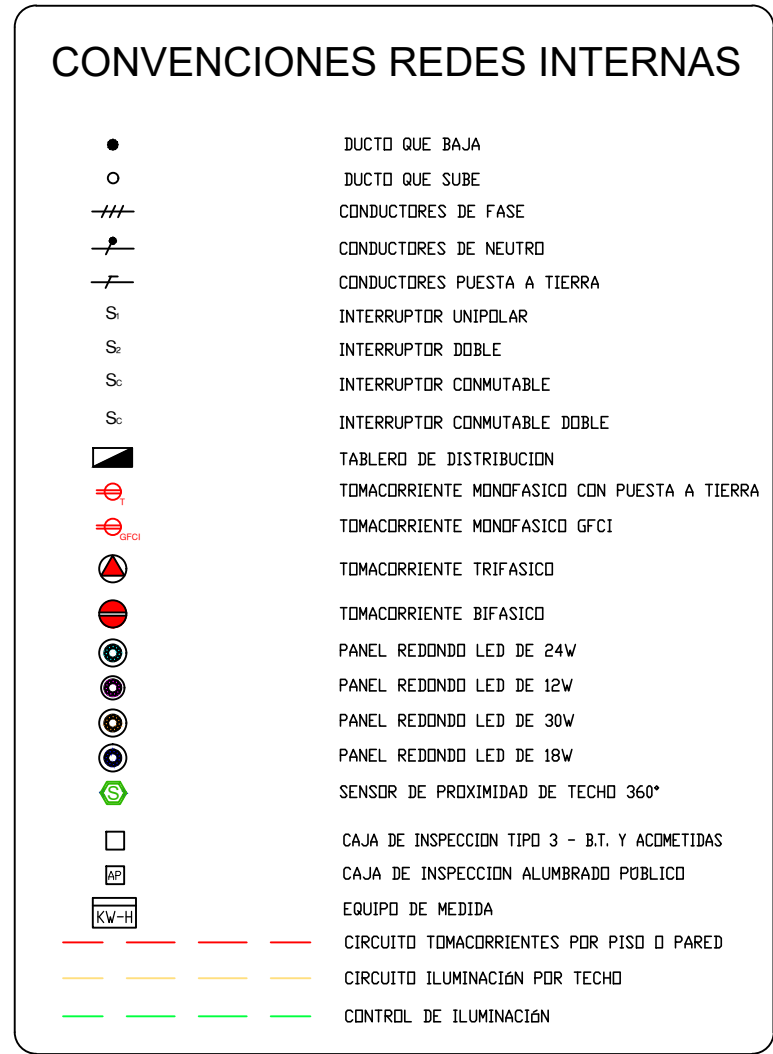 CONVENCIONES REDES INTERNAS
DUCTO QUE BAJA
DUCTO QUE SUBE
CONDUCTORES DE FASE
CONDUCTORES DE NEUTRO
CONDUCTORES PUESTA A TIERRA
S1 INTERRUPTOR UNIPOLAR
S2 INTERRUPTOR DOBLE
Sc INTERRUPTOR CONMUTABLE
Sc INTERRUPTOR CONMUTABLE DOBLE
TABLERO DE DISTRIBUCION
T TOMACORRIENTE MONOFASICO CON PUESTA A TIERRA
GFCI TOMACORRIENTE MONOFASICO GFCI
TOMACORRIENTE TRIFASICO
TOMACORRIENTE BIFASICO
PANEL REDONDO LED DE 24W
PANEL REDONDO LED DE 12W
PANEL REDONDO LED DE 30W
PANEL REDONDO LED DE 18W
S SENSOR DE PROXIMIDAD DE TECHO 360°
CAJA DE INSPECCION TIPO 3 - B.T. Y ACOMETIDAS
AP CAJA DE INSPECCION ALUMBRADO PÚBLICO
KW-H EQUIPO DE MEDIDA
CIRCUITO TOMACORRIENTES POR PISO O PARED
CIRCUITO ILUMINACIóN POR TECHO
CONTROL DE ILUMINACIóN